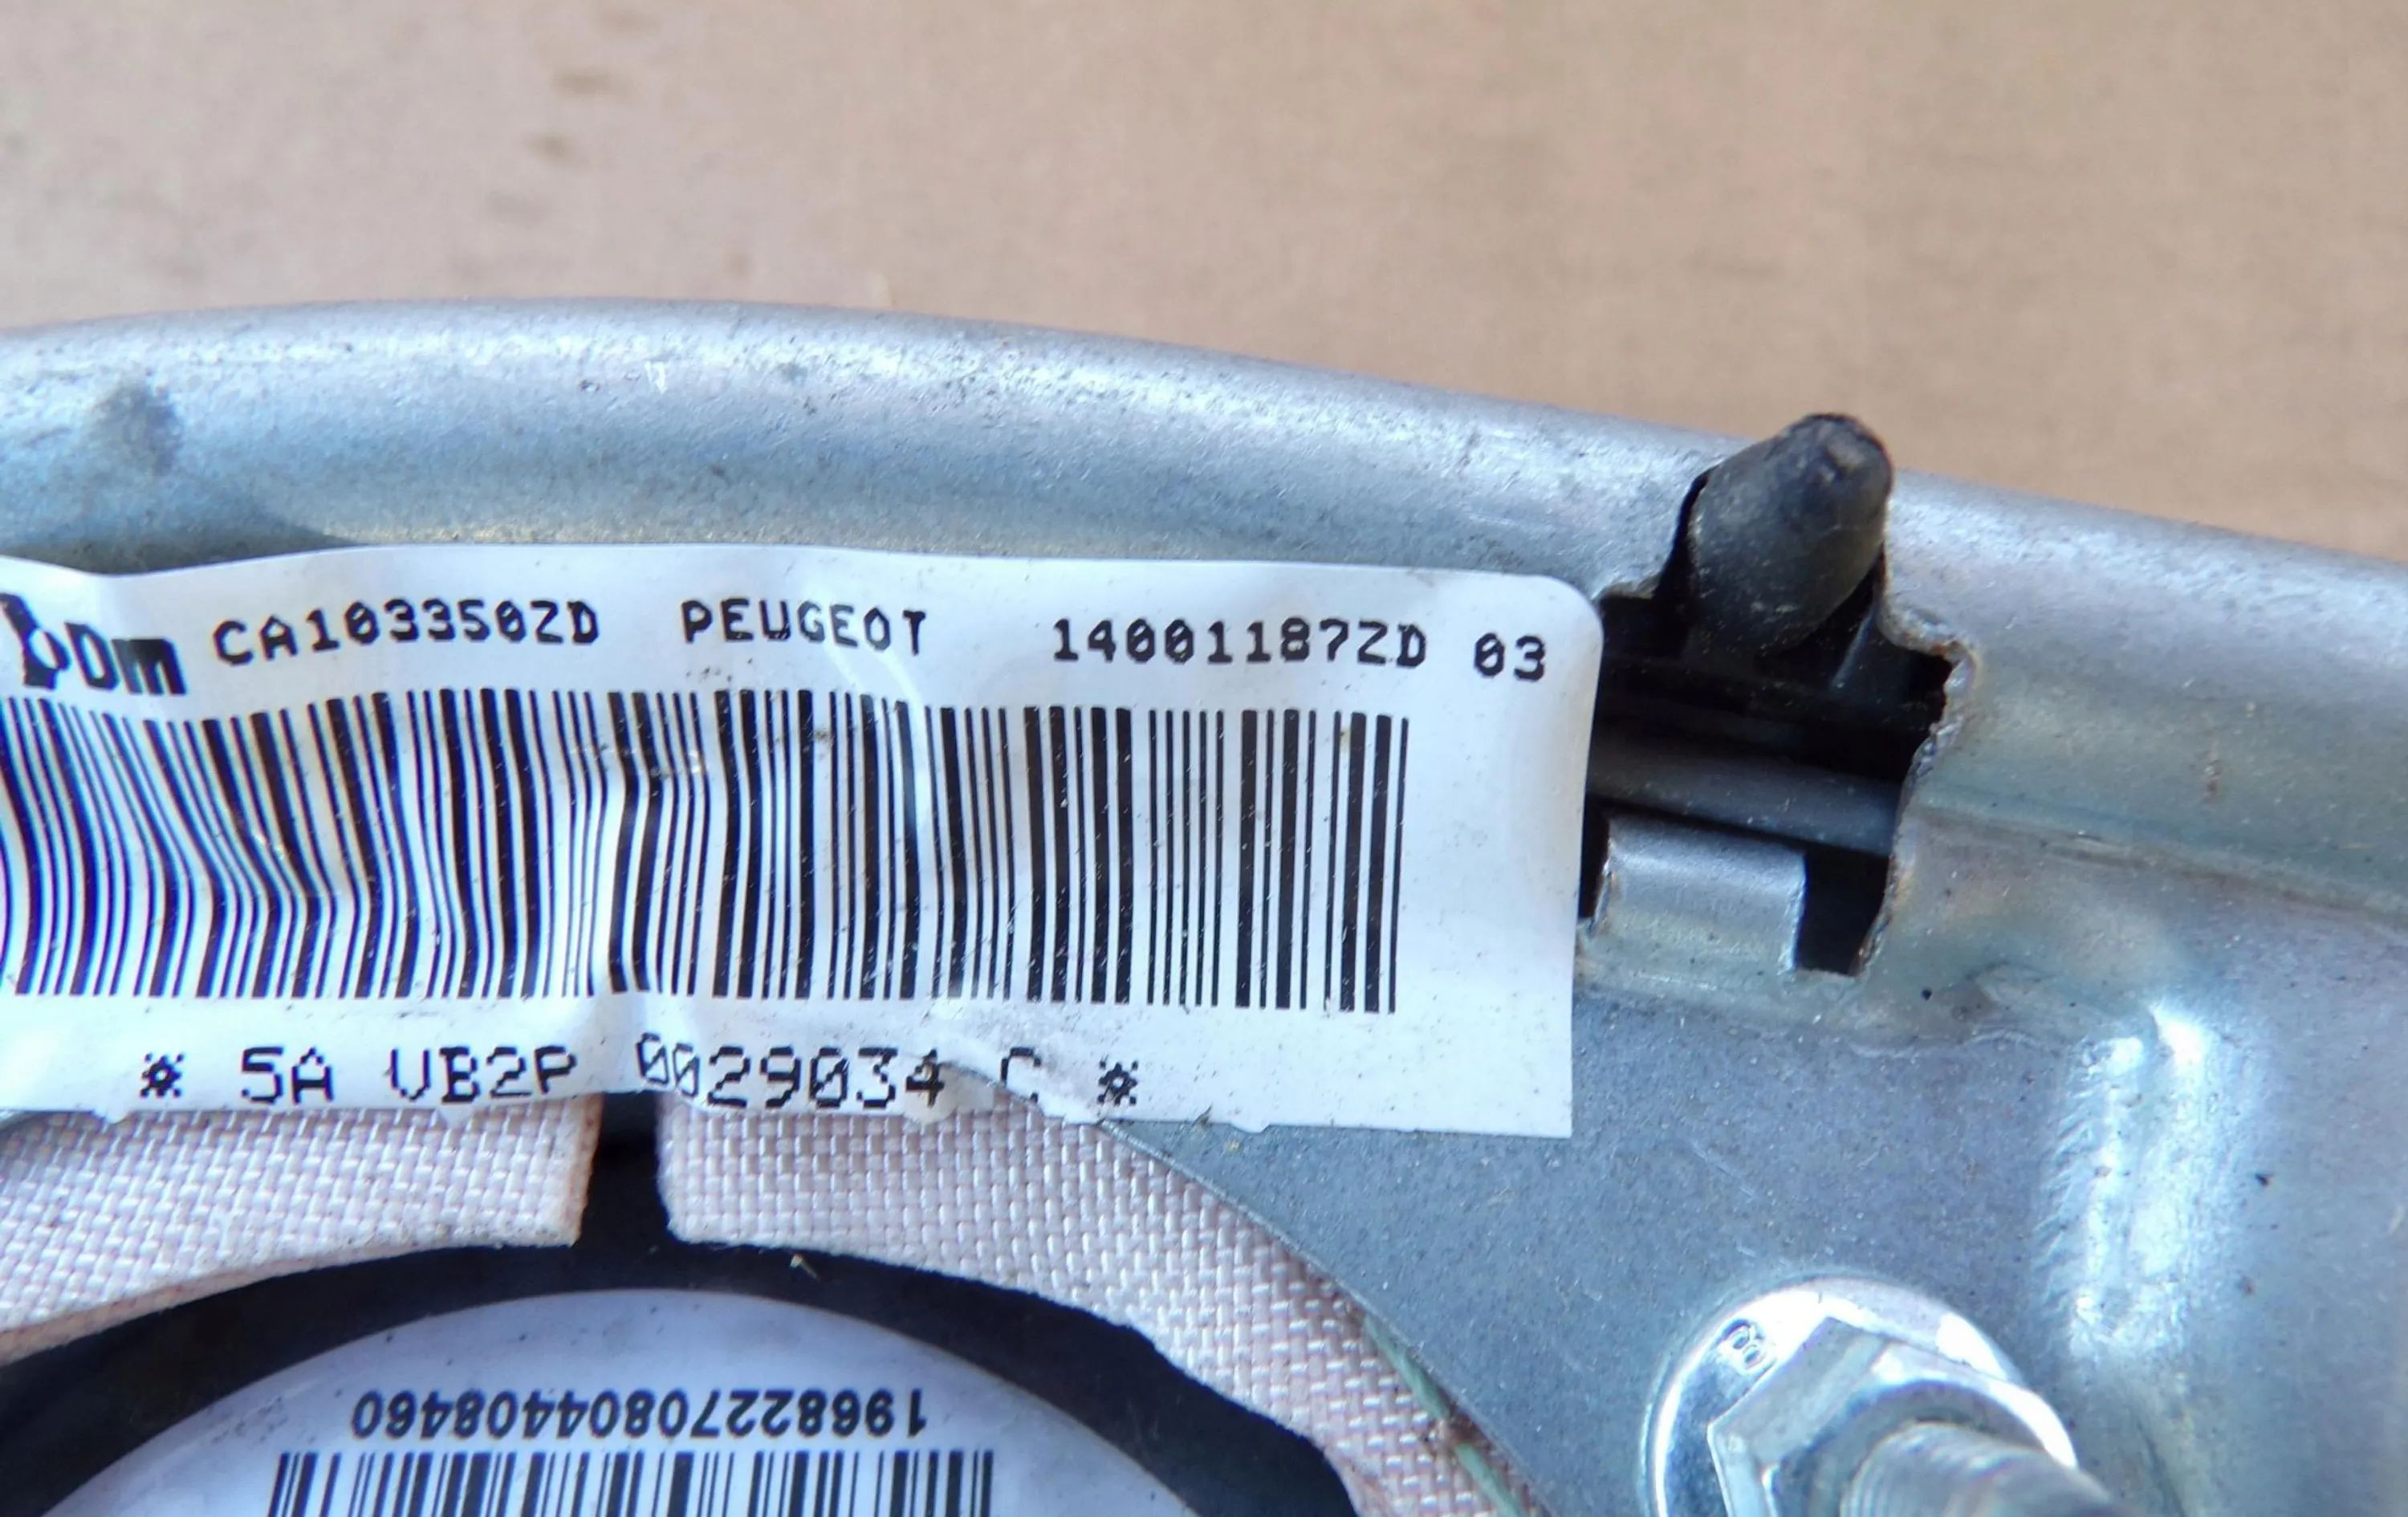 CA103350ZD PEUGEOT 14001187ZD 03
* 5A VB2P 0029034 C *
19682270804408460
B